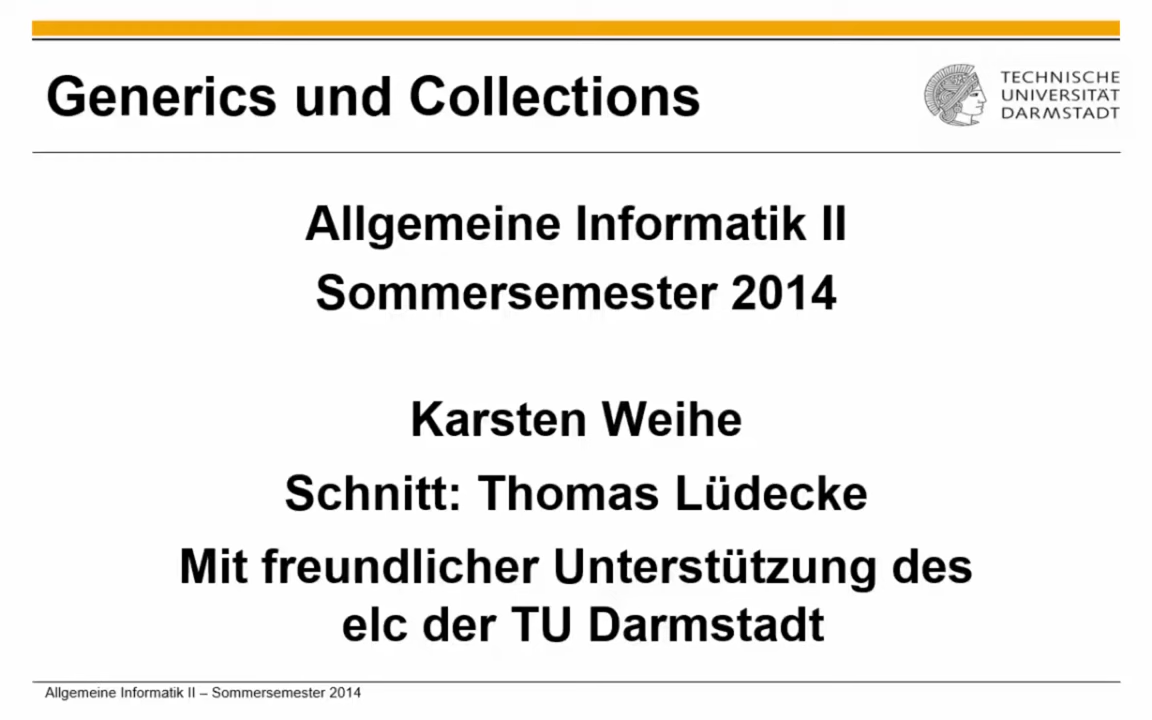 Generics und Collections
TECHNISCHE
UNIVERSITÄT
DARMSTADT
Allgemeine Informatik II
Sommersemester 2014
Karsten Weihe
Schnitt: Thomas Lüdecke
Mit freundlicher Unterstützung des
elc der TU Darmstadt
Allgemeine Informatik II – Sommersemester 2014